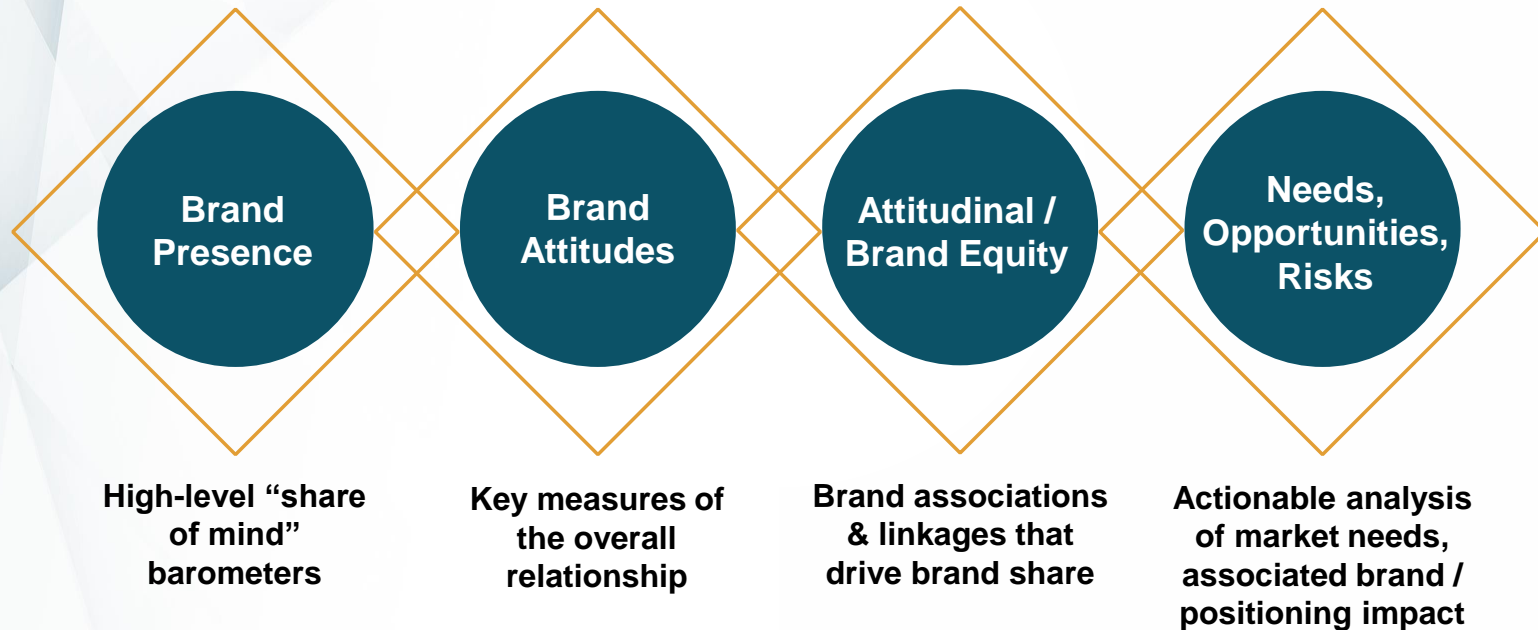 Brand
Presence
Brand
Attitudes
Attitudinal /
Brand Equity
Needs,
Opportunities,
Risks
High-level “share
of mind”
barometers
Key measures of
the overall
relationship
Brand associations
& linkages that
drive brand share
Actionable analysis
of market needs,
associated brand /
positioning impact